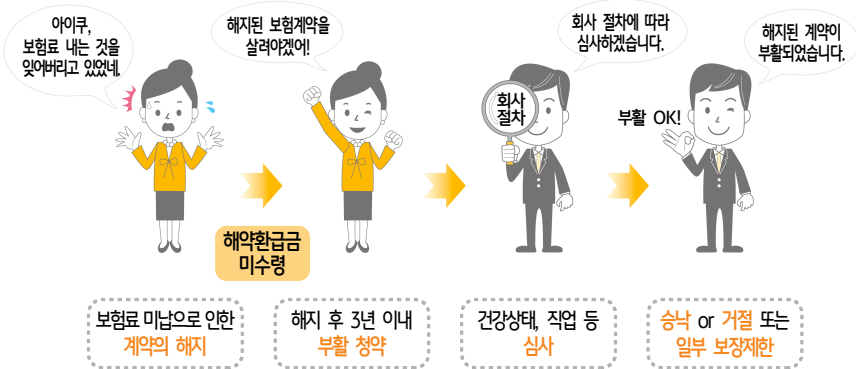 아이쿠,
보험료 내는 것을
잊어버리고 있었네.
해지된 보험계약을
살려야겠어!
회사 절차에 따라
심사하겠습니다.
해지된 계약이
부활되었습니다.
회사
절차
부활 OK!
해약환급금
미수령
보험료 미납으로 인한
계약의 해지
해지 후 3년 이내
부활 청약
건강상태, 직업 등
심사
승낙 or 거절 또는
일부 보장제한